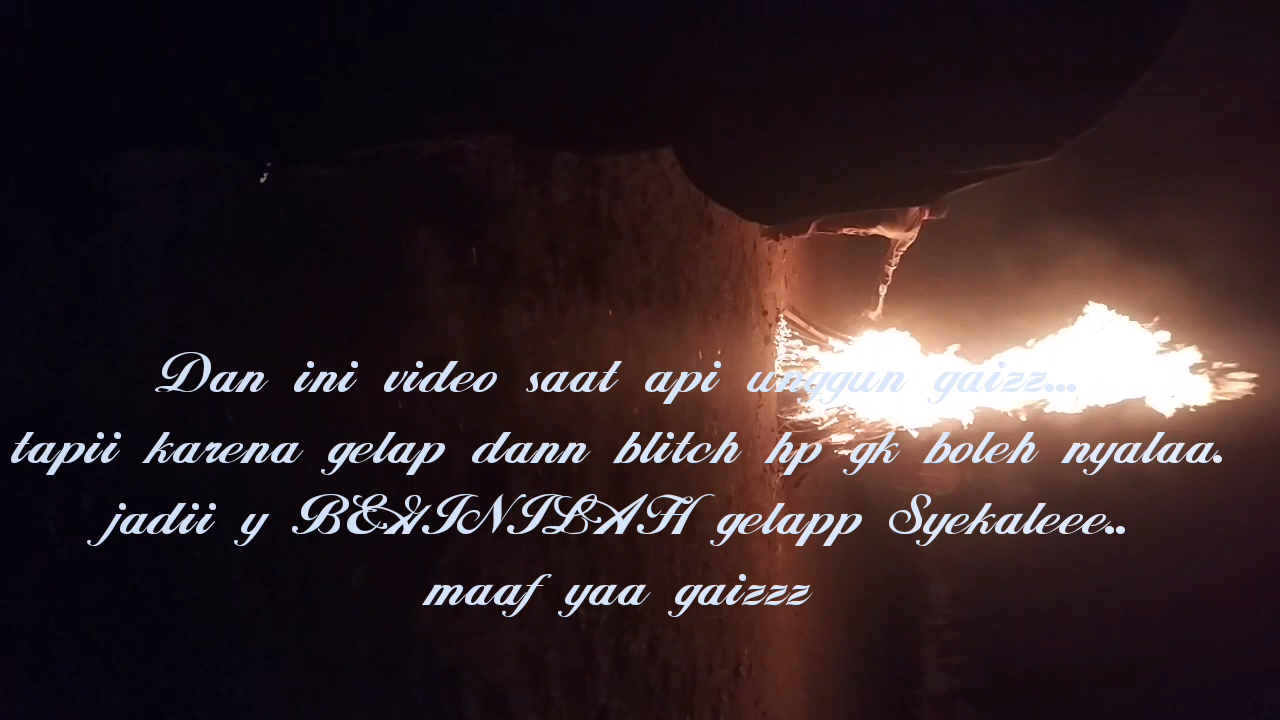 Dan ini video saat api unggun gaizz...
tapii karena gelap dann blitch hp gk boleh nyalaa.
jadii y BEGINILAH gelapp Syekaleee..
maaf yaa gaizzz